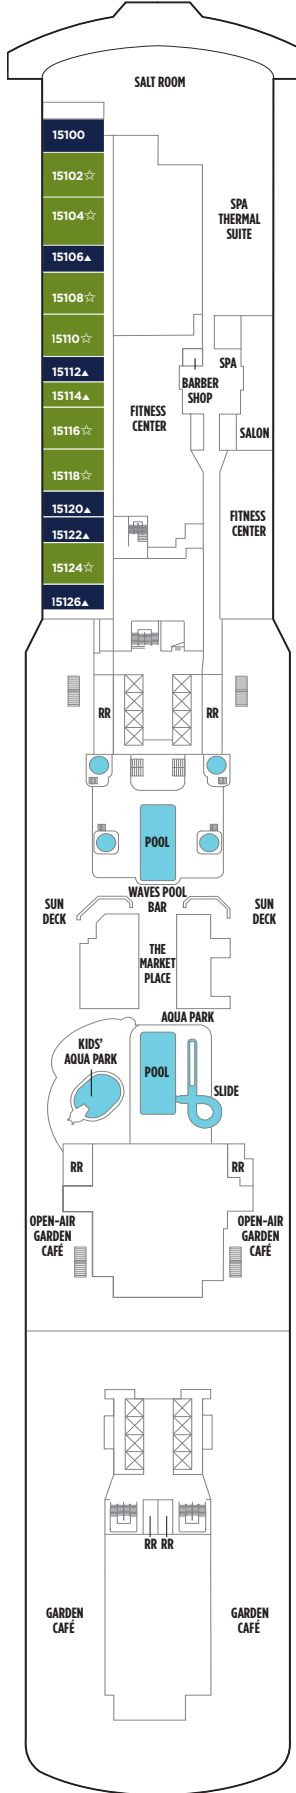 SALT ROOM
15100
15102☆
15104☆
SPA
THERMAL
SUITE
15106▲
15108☆
15110☆
SPA
15112▲
BARBER
SHOP
15114▲
FITNESS
CENTER
15116☆
SALON
15118☆
15120▲
FITNESS
CENTER
15122▲
15124☆
15126▲
RR
RR
POOL
WAVES POOL
BAR
SUN
DECK
SUN
DECK
THE
MARKET
PLACE
AQUA PARK
KIDS'
AQUA PARK
POOL
SLIDE
RR
RR
OPEN-AIR
GARDEN
CAFÉ
OPEN-AIR
GARDEN
CAFÉ
RR RR
GARDEN
CAFÉ
GARDEN
CAFÉ